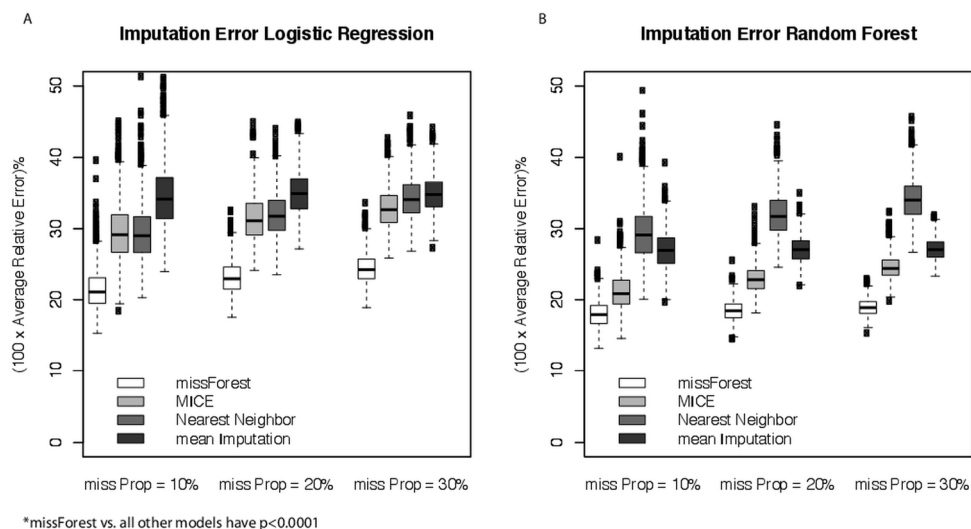 A
Imputation Error Logistic Regression
(100 x Average Relative Error)%
50
40
30
20
10
0
missForest
MICE
Nearest Neighbor
mean Imputation
miss Prop = 10%
miss Prop = 20%
miss Prop = 30%
B
Imputation Error Random Forest
(100 x Average Relative Error)%
50
40
30
20
10
0
missForest
MICE
Nearest Neighbor
mean Imputation
miss Prop = 10%
miss Prop = 20%
miss Prop = 30%
*missForest vs. all other models have p<0.0001